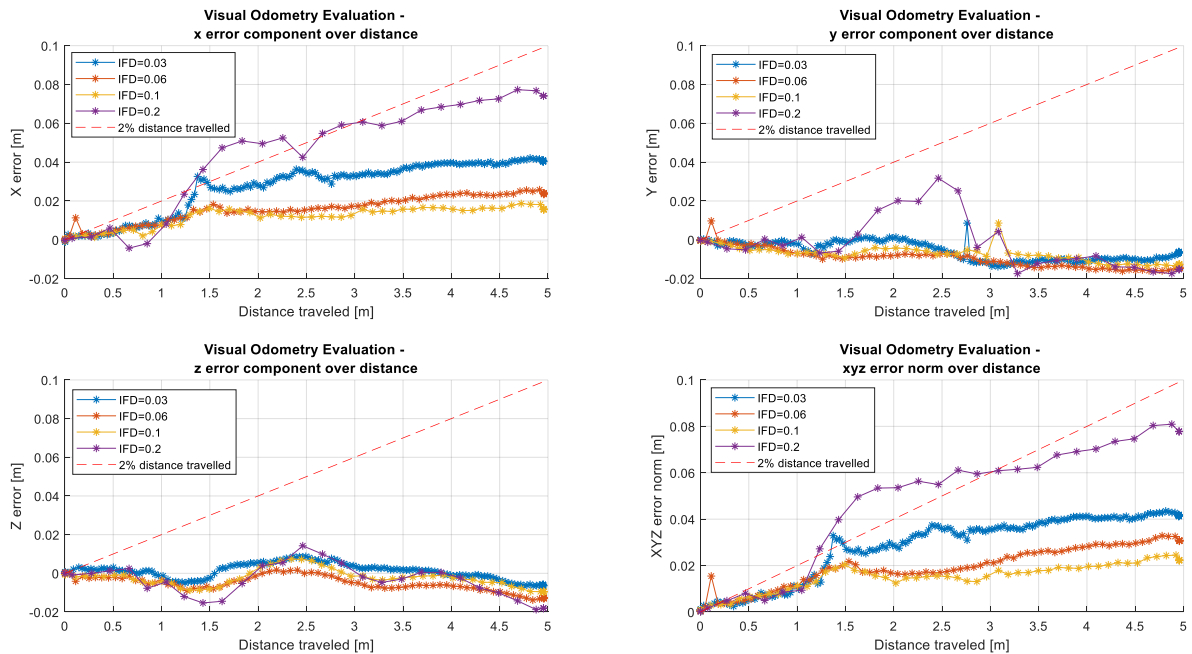 Visual Odometry Evaluation -
x error component over distance
0.1
0.08
0.06
0.04
0.02
0
-0.02
X error [m]
IFD=0.03
IFD=0.06
IFD=0.1
IFD=0.2
2% distance travelled
0 0.5 1 1.5 2 2.5 3 3.5 4 4.5 5
Distance traveled [m]
Visual Odometry Evaluation -
y error component over distance
0.1
0.08
0.06
0.04
0.02
0
-0.02
Y error [m]
IFD=0.03
IFD=0.06
IFD=0.1
IFD=0.2
2% distance travelled
0 0.5 1 1.5 2 2.5 3 3.5 4 4.5 5
Distance traveled [m]
Visual Odometry Evaluation -
z error component over distance
0.1
0.08
0.06
0.04
0.02
0
-0.02
Z error [m]
IFD=0.03
IFD=0.06
IFD=0.1
IFD=0.2
2% distance travelled
0 0.5 1 1.5 2 2.5 3 3.5 4 4.5 5
Distance traveled [m]
Visual Odometry Evaluation -
xyz error norm over distance
0.1
0.08
0.06
0.04
0.02
0
XYZ error norm [m]
IFD=0.03
IFD=0.06
IFD=0.1
IFD=0.2
2% distance travelled
0 0.5 1 1.5 2 2.5 3 3.5 4 4.5 5
Distance traveled [m]